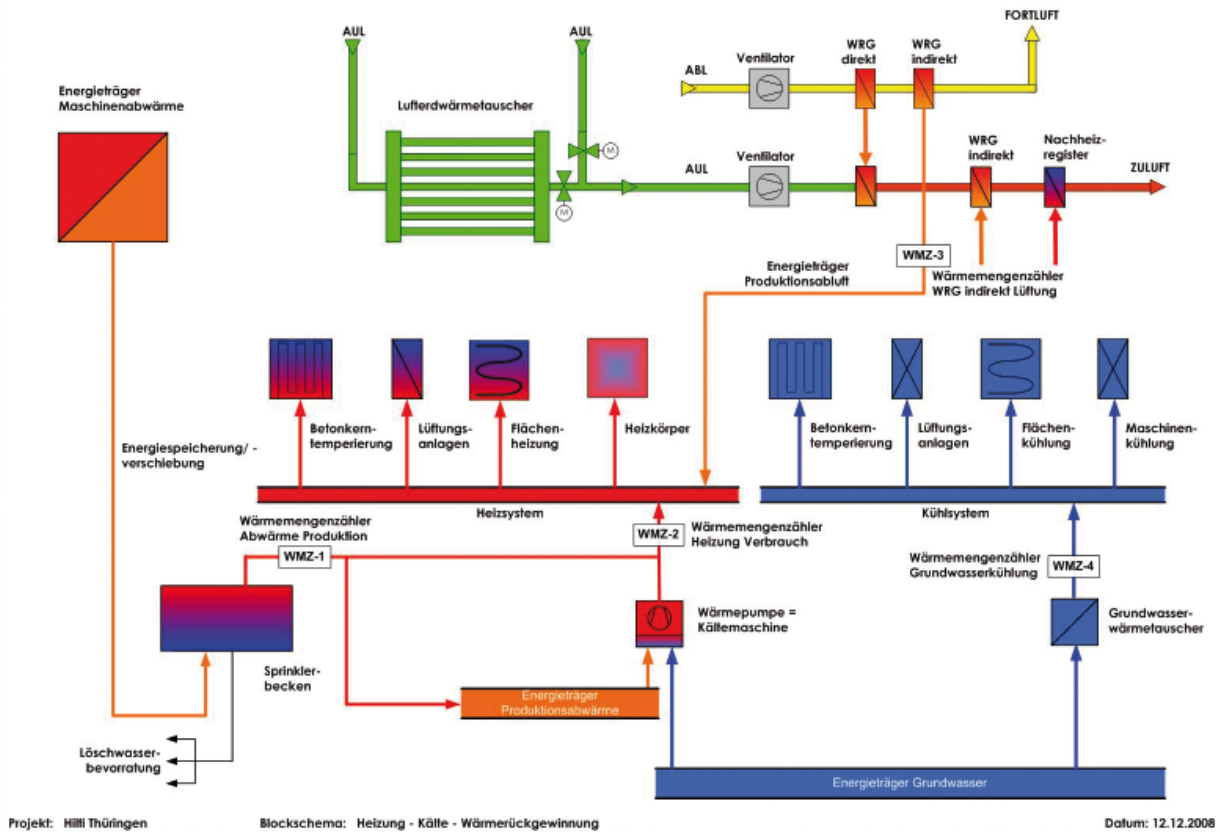 FORTLUFT
AUL
AUL
WRG
direkt
WRG
indirekt
Ventilator
ABL
Energieträger
Maschinenabwärme
Lufterdwärmetauscher
M
M
AUL
Ventilator
WRG
indirekt
Nachheiz-
register
ZULUFT
WMZ-3
Energieträger
Produktionsabluft
Wärmemengenzähler
WRG indirekt Lüftung
Betonkern-
temperierung
Lüftungs-
anlagen
Flächen-
heizung
Heizkörper
Betonkern-
temperierung
Lüftungs-
anlagen
Flächen-
kühlung
Maschinen-
kühlung
Energiespeicherung/ -
verschiebung
Heizsystem
Kühlsystem
Wärmemengenzähler
Abwärme Produktion
WMZ-1
WMZ-2
Wärmemengenzähler
Heizung Verbrauch
Wärmemengenzähler
Grundwasserkühlung
WMZ-4
Wärmepumpe =
Kältemaschine
Grundwasser-
wärmetauscher
Sprinkler-
becken
Energieträger
Produktionsabwärme
Löschwasser-
bevorratung
Energieträger Grundwasser
Projekt: Hilti Thüringen
Blockschema: Heizung - Kälte - Wärmerückgewinnung
Datum: 12.12.2008